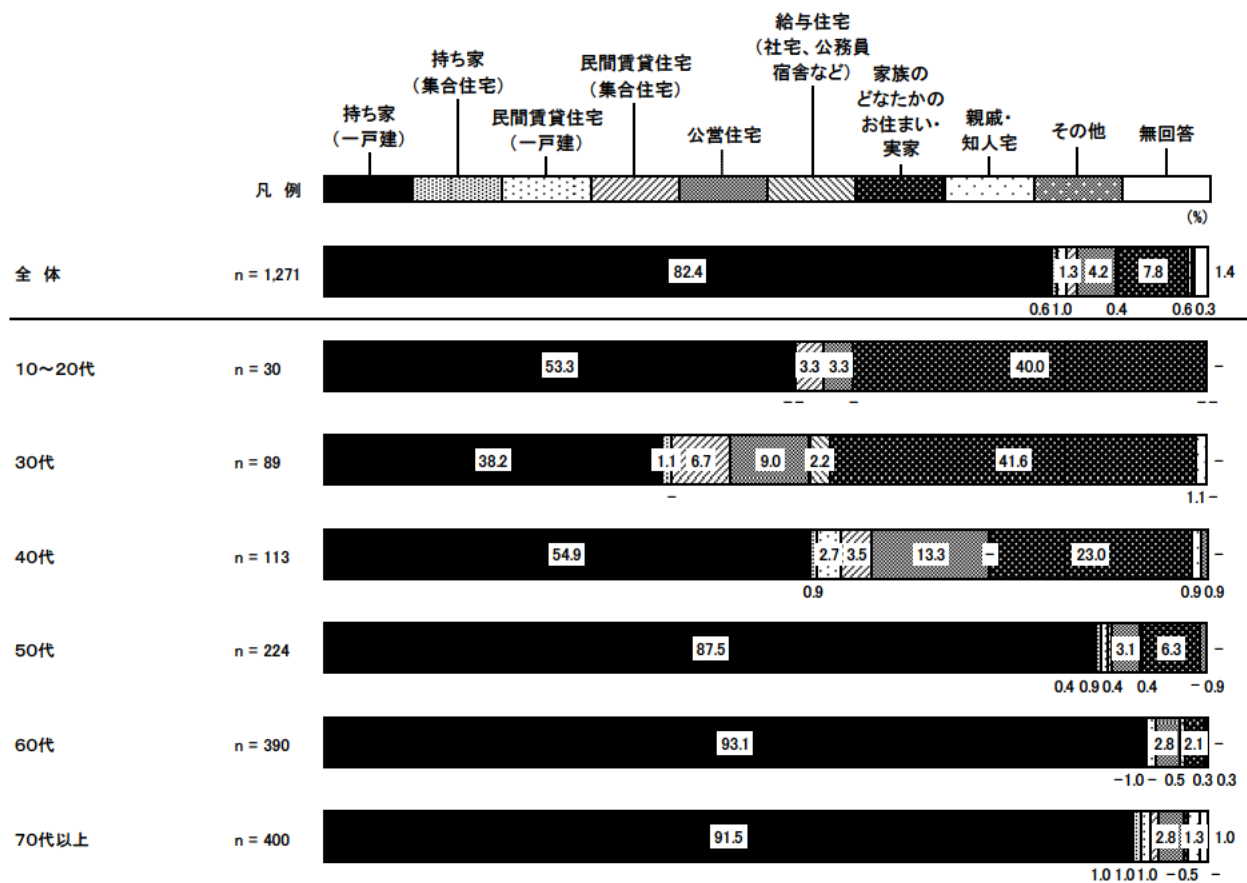 持ち家
（一戸建）
持ち家
（集合住宅）
民間賃貸住宅
（一戸建）
民間賃貸住宅
（集合住宅）
公営住宅
給与住宅
（社宅、公務員
宿舎など）
家族の
どなたかの
お住まい・
実家
親戚・
知人宅
その他
無回答
凡 例
(%)
全 体 n = 1,271 82.4 1.3 4.2 7.8 1.4
0.6 1.0 0.4 0.6 0.3
10～20代 n = 30 53.3 3.3 3.3 40.0 -
- - - - -
30代 n = 89 38.2 1.1 6.7 9.0 2.2 41.6 -
- 1.1 -
40代 n = 113 54.9 2.7 3.5 13.3 - 23.0 -
0.9 0.9 0.9
50代 n = 224 87.5 3.1 6.3 -
0.4 0.9 0.4 0.4 - 0.9
60代 n = 390 93.1 2.8 2.1 -
- 1.0 - 0.5 0.3 0.3
70代以上 n = 400 91.5 2.8 1.3 1.0
1.0 1.0 1.0 - 0.5 -